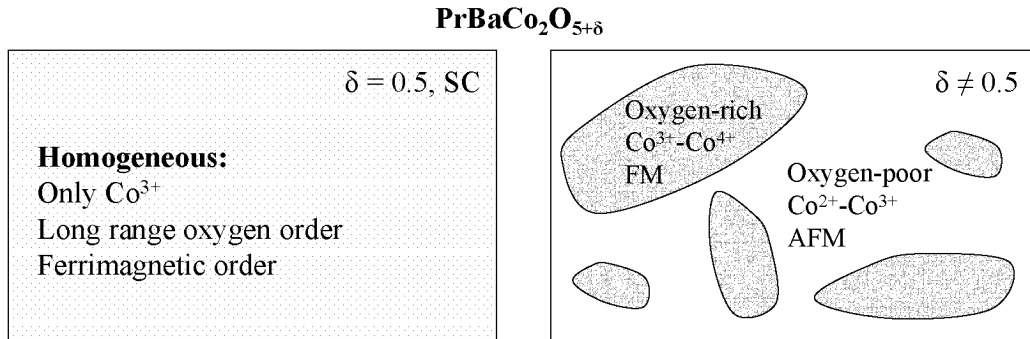 PrBaCo₂O₅₊δ
δ = 0.5, SC
Homogeneous:
Only Co³⁺
Long range oxygen order
Ferrimagnetic order
δ ≠ 0.5
Oxygen-rich
Co³⁺-Co⁴⁺
FM
Oxygen-poor
Co²⁺-Co³⁺
AFM